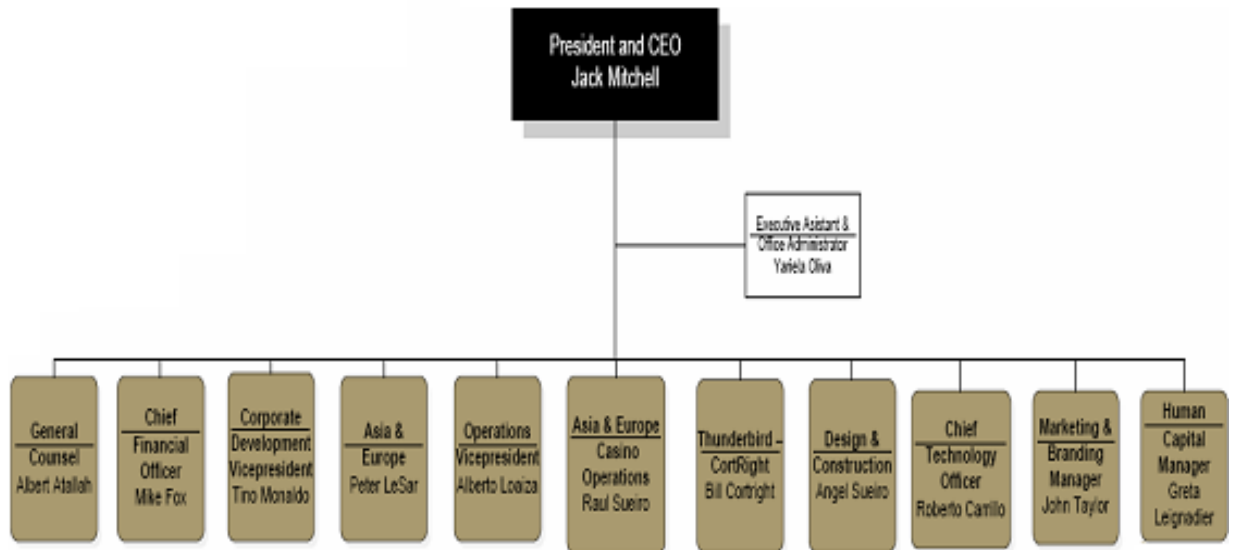 President and CEO
Jack Mitchell
Executive Asistant &
Office Administrator
Yariela Oliva
General
Counsel
Albert Atallah
Chief
Financial
Officer
Mike Fox
Corporate
Development
Vicepresident
Tino Monaldo
Asia &
Europe
Peter LeSar
Operations
Vicepresident
Alberto Loaiza
Asia & Europe
Casino
Operations
Raul Sueiro
Thunderbird –
CortRight
Bill Cortright
Design &
Construction
Angel Sueiro
Chief
Technology
Officer
Roberto Carrillo
Marketing &
Branding
Manager
John Taylor
Human
Capital
Manager
Greta
Leignadier